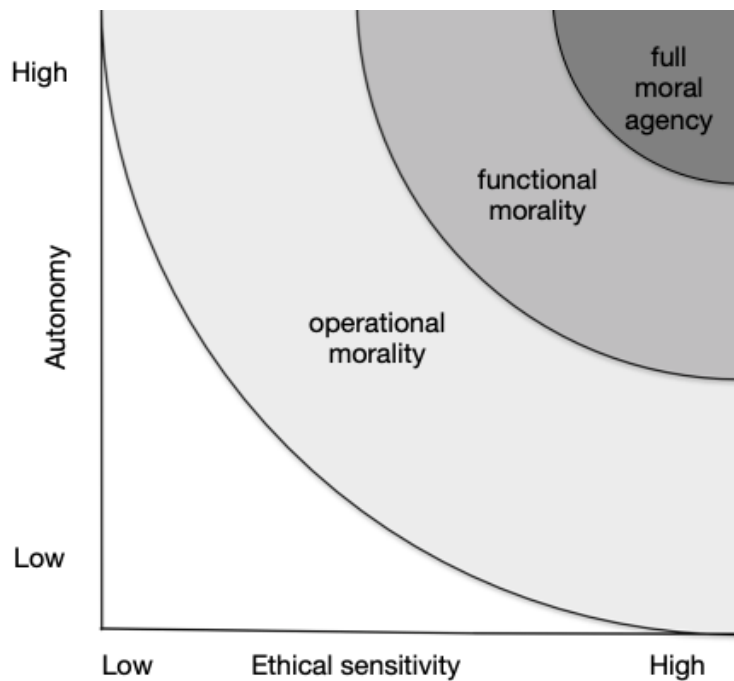 High
full
moral
agency
functional
morality
operational
morality
Autonomy
Low
Low
Ethical sensitivity
High